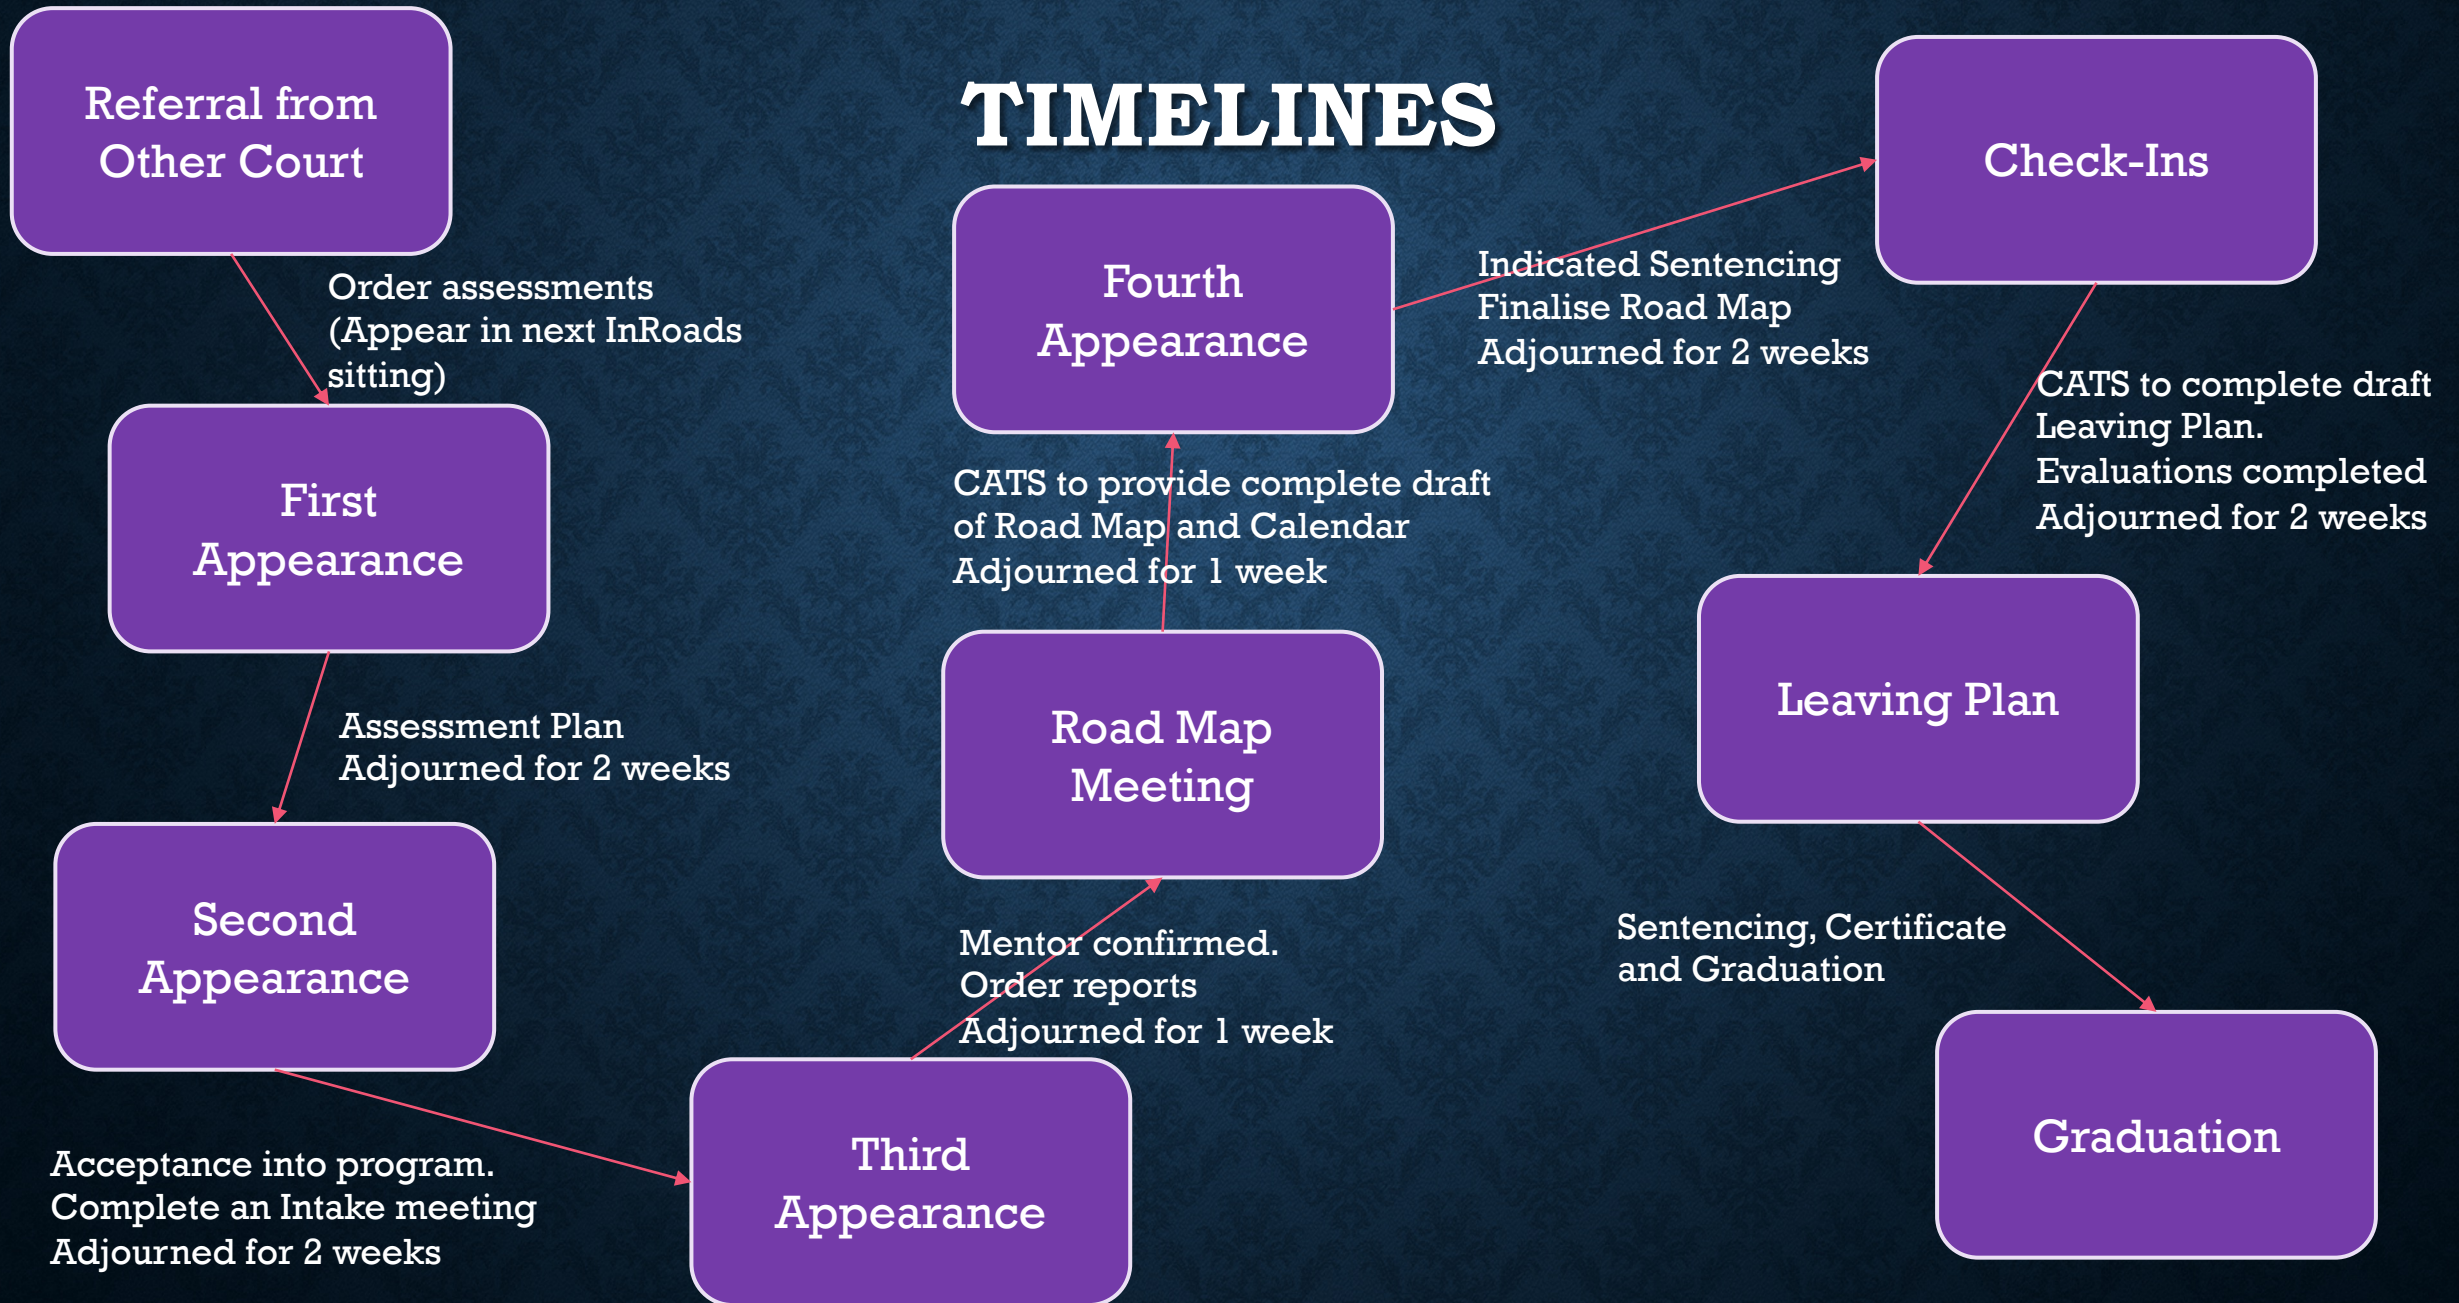 TIMELINES
Referral from
Other Court
Order assessments
(Appear in next InRoads
sitting)
First
Appearance
Assessment Plan
Adjourned for 2 weeks
Second
Appearance
Acceptance into program.
Complete an Intake meeting
Adjourned for 2 weeks
Third
Appearance
Mentor confirmed.
Order reports
Adjourned for 1 week
Road Map
Meeting
CATS to provide complete draft
of Road Map and Calendar
Adjourned for 1 week
Fourth
Appearance
Indicated Sentencing
Finalise Road Map
Adjourned for 2 weeks
Check-Ins
CATS to complete draft
Leaving Plan.
Evaluations completed
Adjourned for 2 weeks
Leaving Plan
Sentencing, Certificate
and Graduation
Graduation